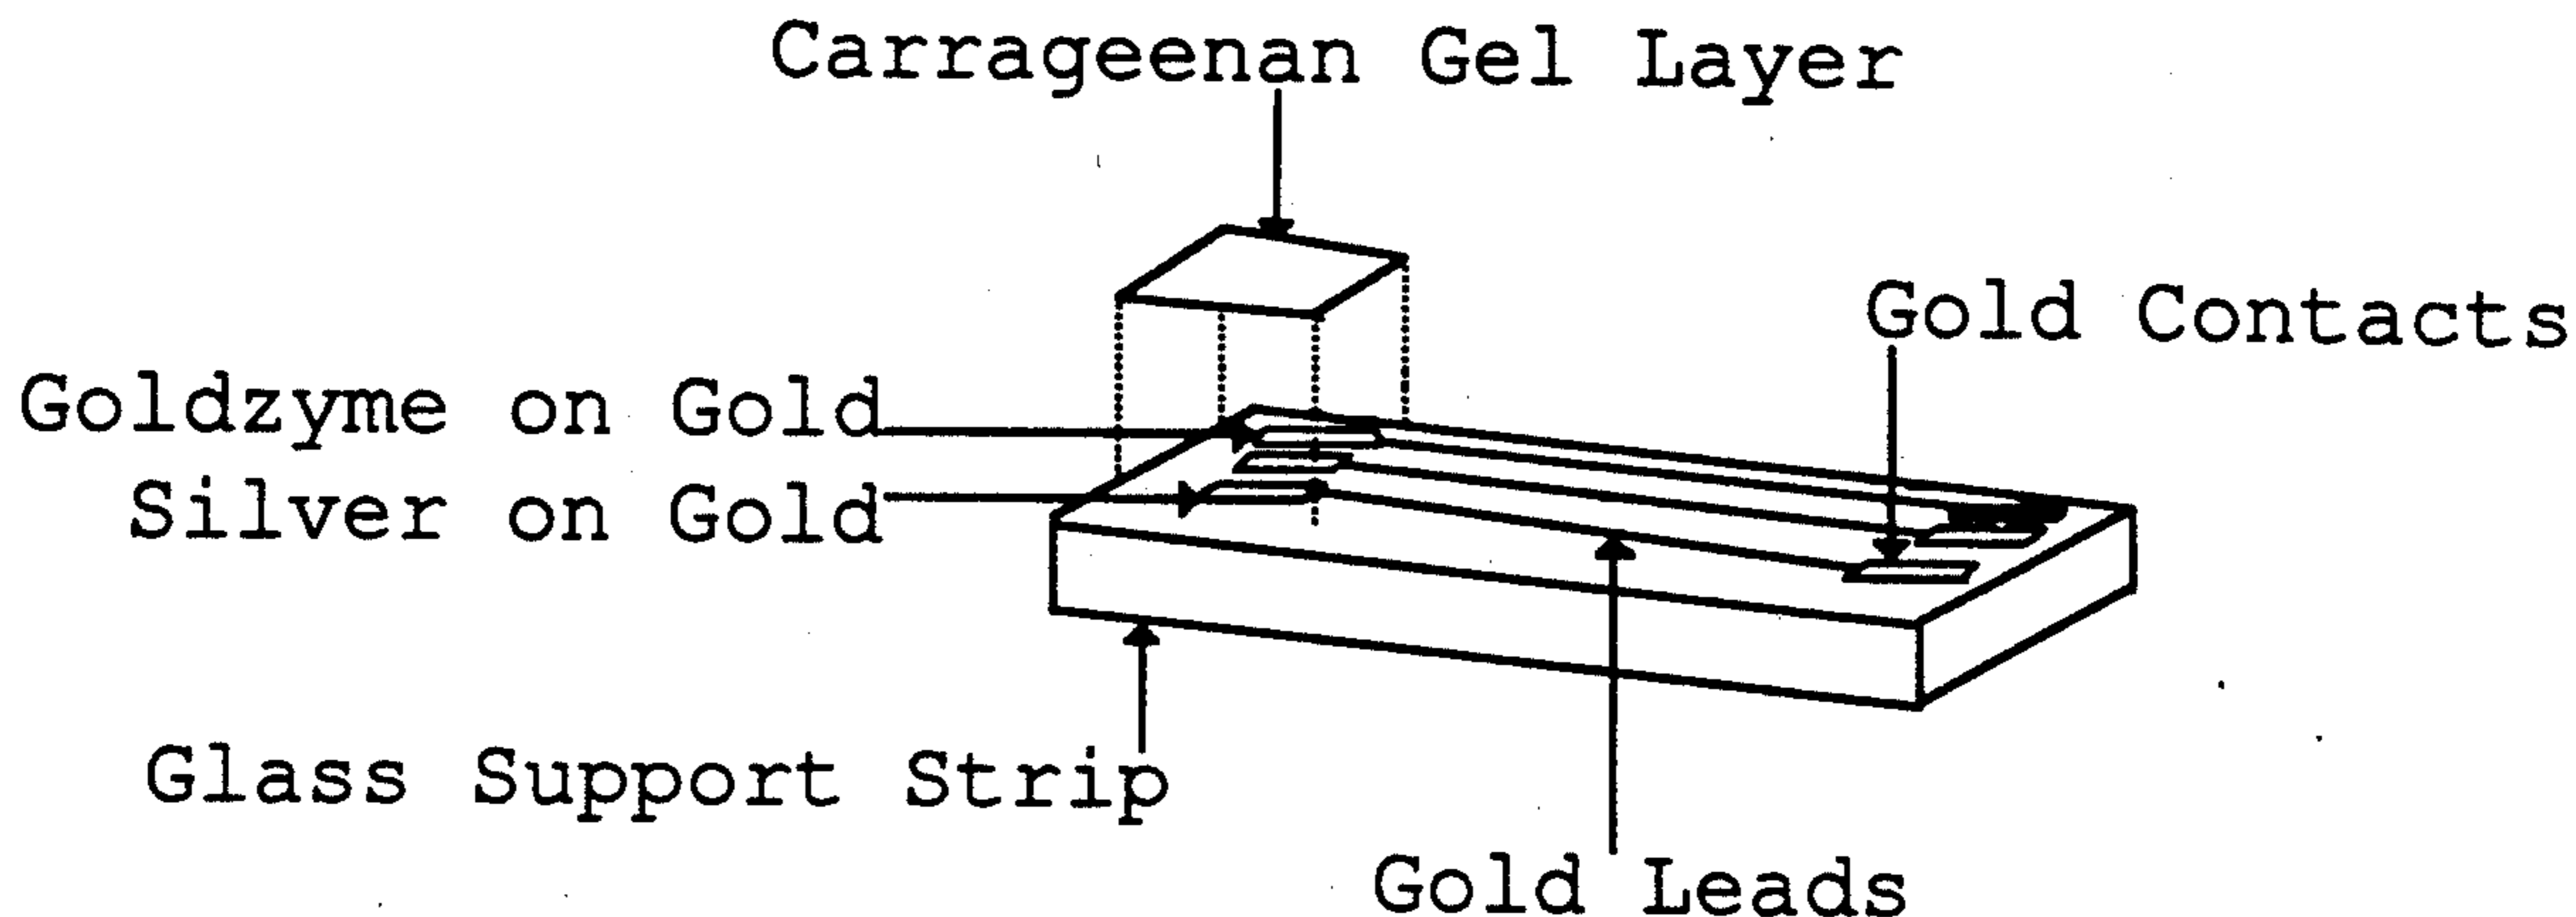 Carrageenan Gel Layer
Gold Contacts
Goldzyme on Gold
Silver on Gold
Glass Support Strip
Gold Leads